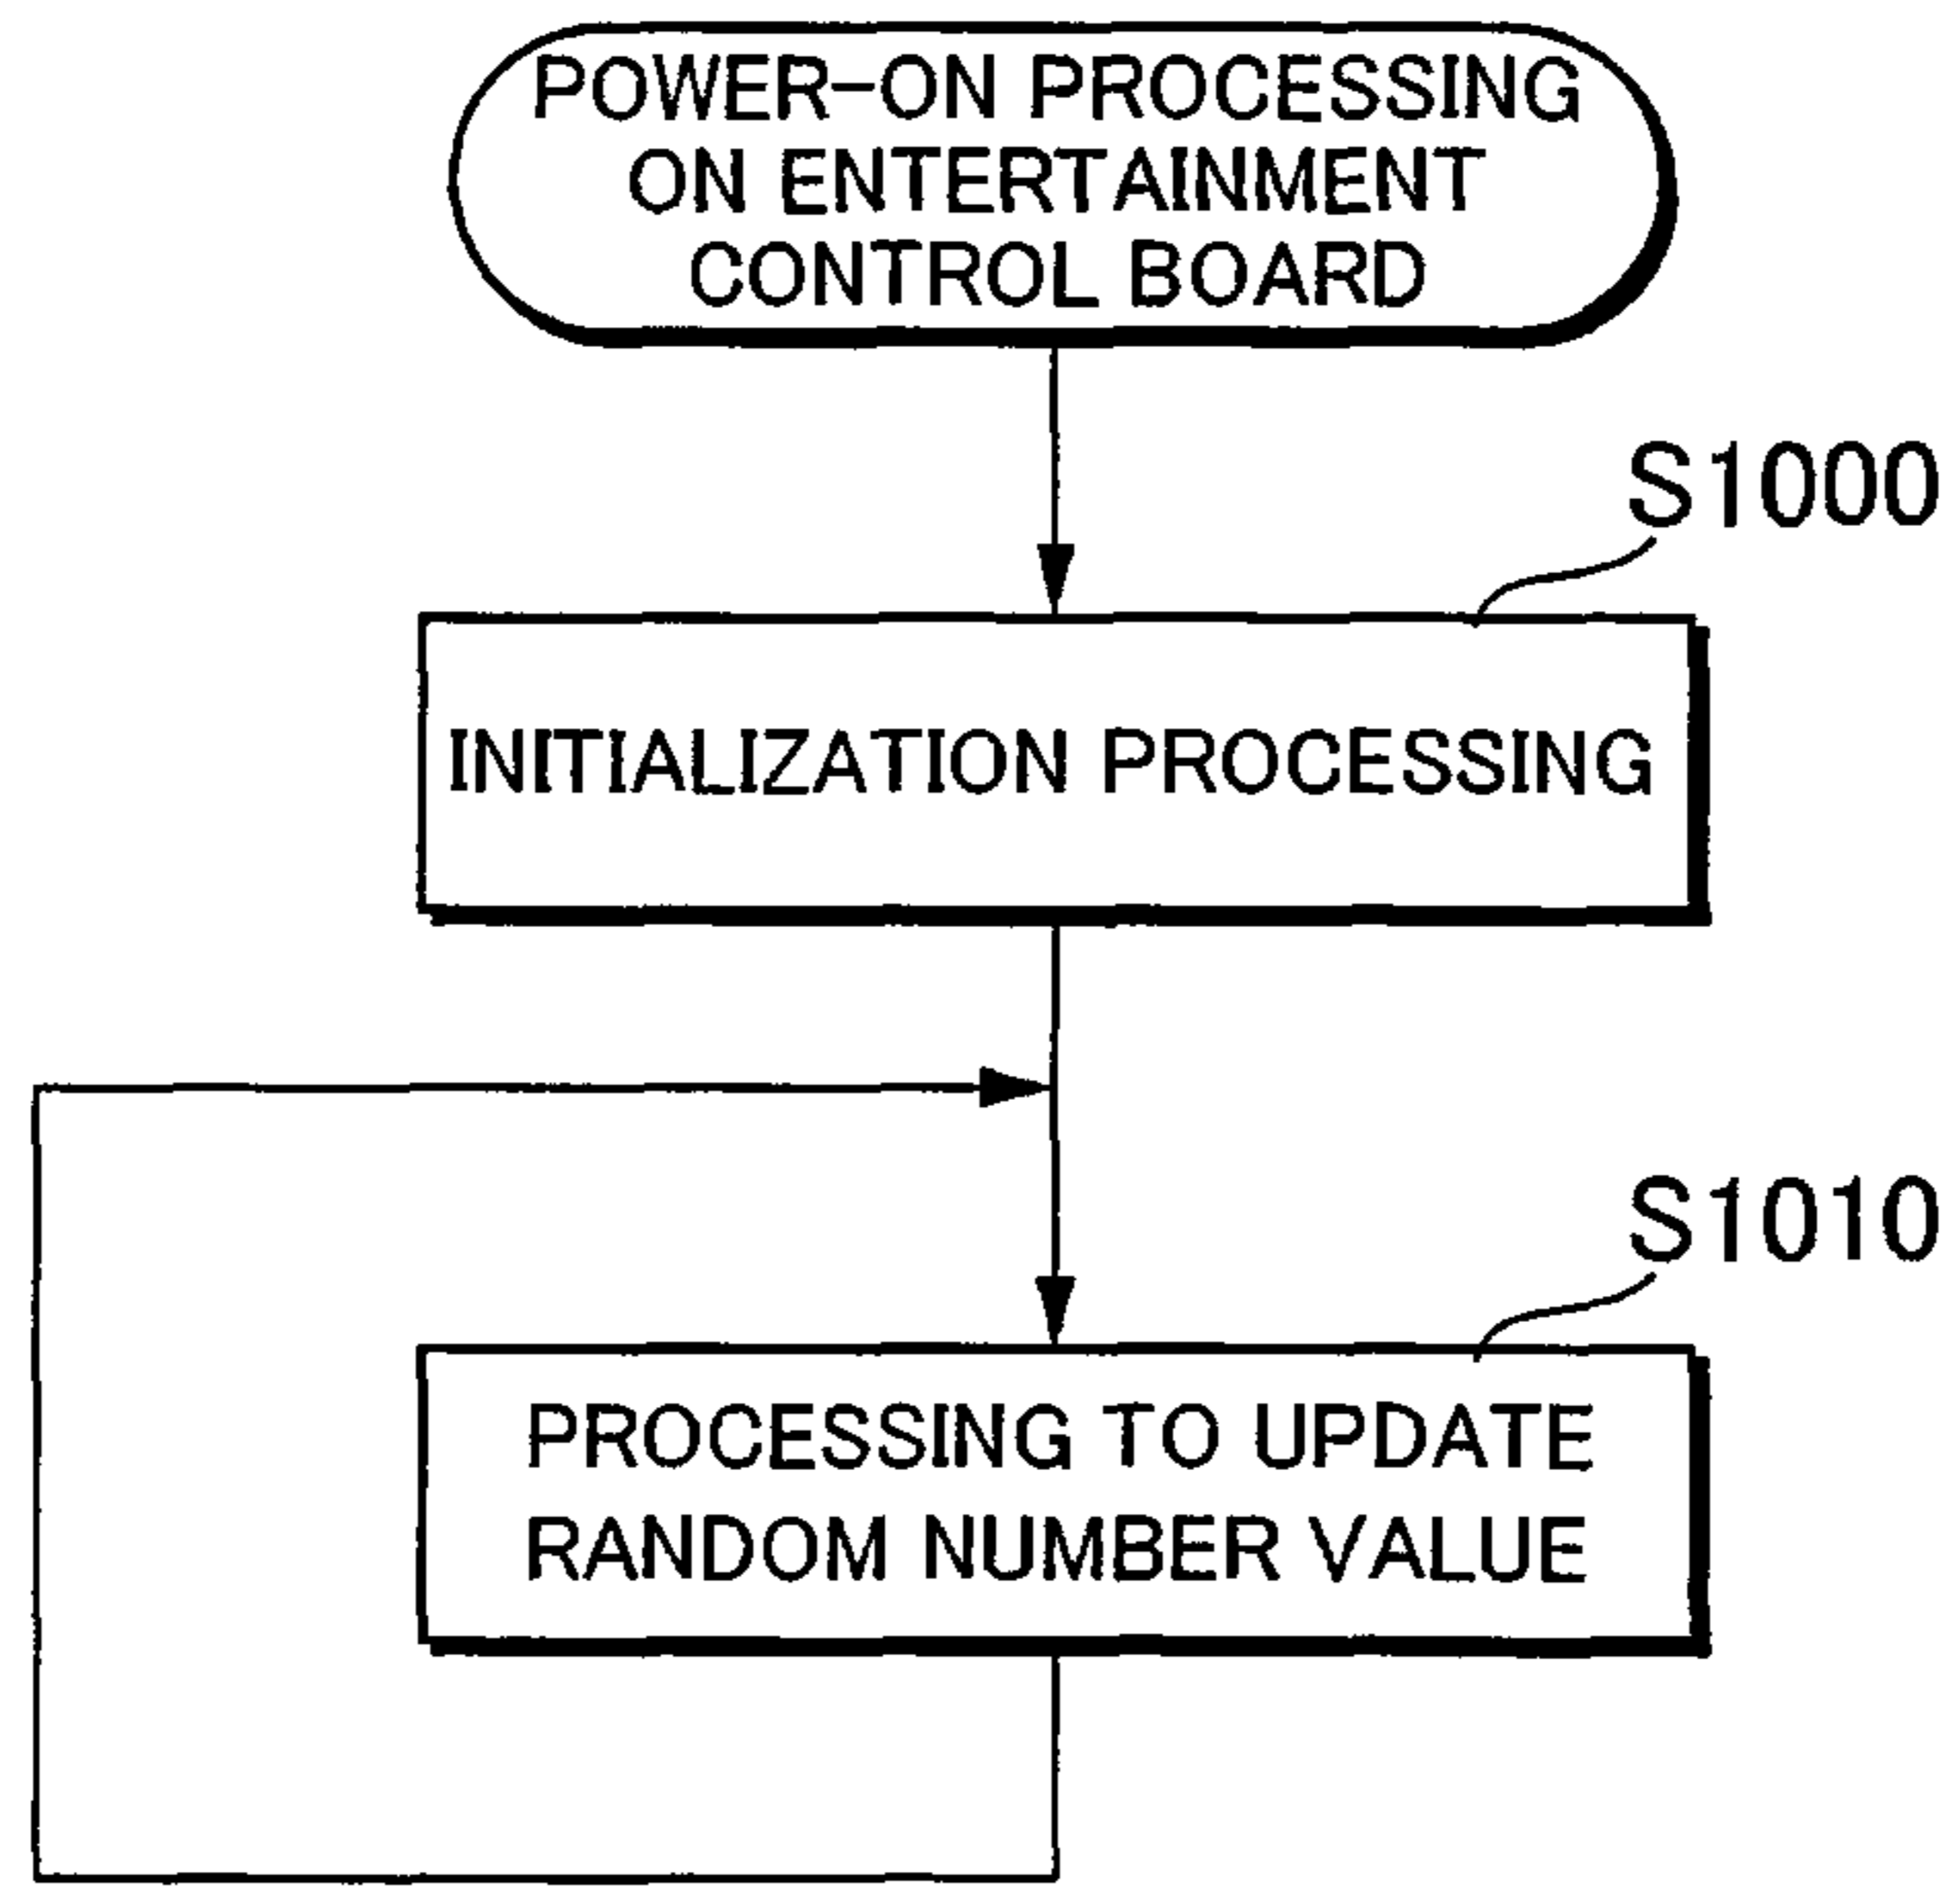 POWER-ON PROCESSING
ON ENTERTAINMENT
CONTROL BOARD
S1000
INITIALIZATION PROCESSING
S1010
PROCESSING TO UPDATE
RANDOM NUMBER VALUE